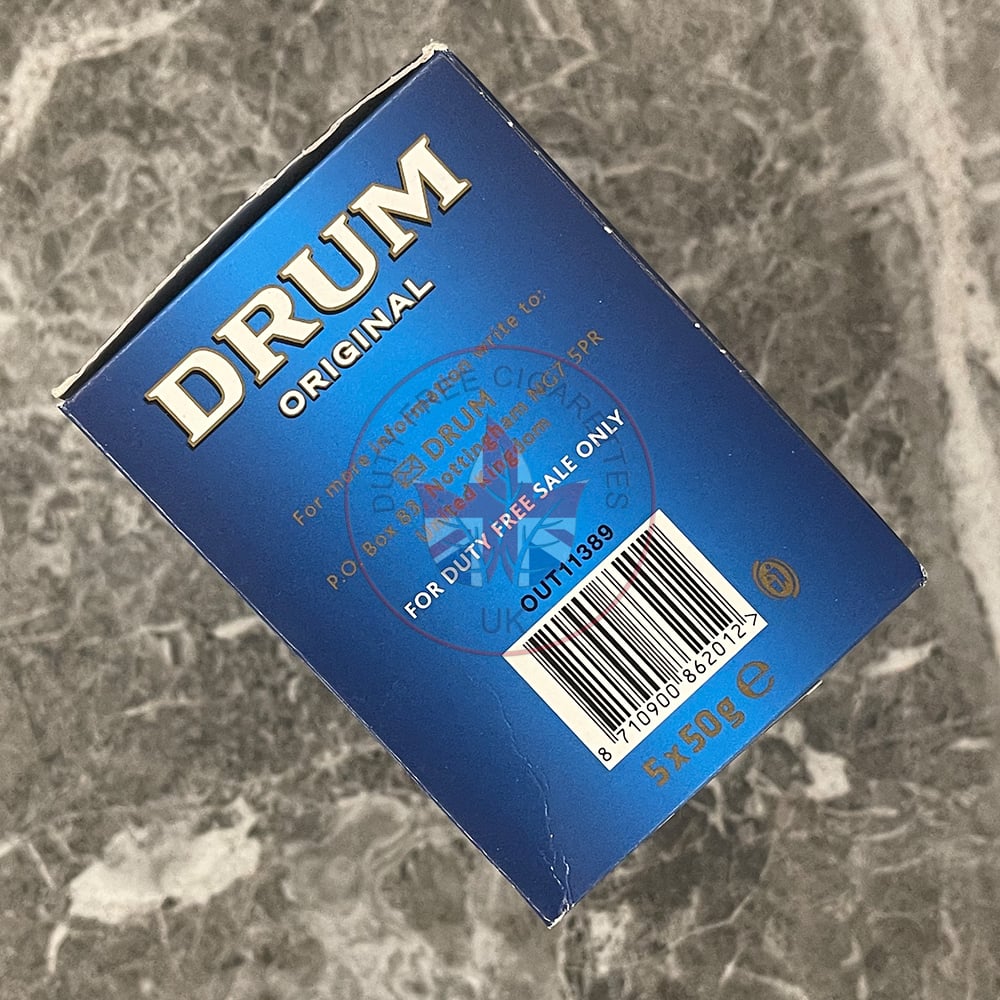 DRUM
ORIGINAL
For more information write to:
DRUM
P.O. Box 83 Nottingham NG7 5PR
United Kingdom
FOR DUTY FREE SALE ONLY
OUT11389
8 710900 862012 >
5 x 50g e
DUTY FREE CIGARETTES
UK